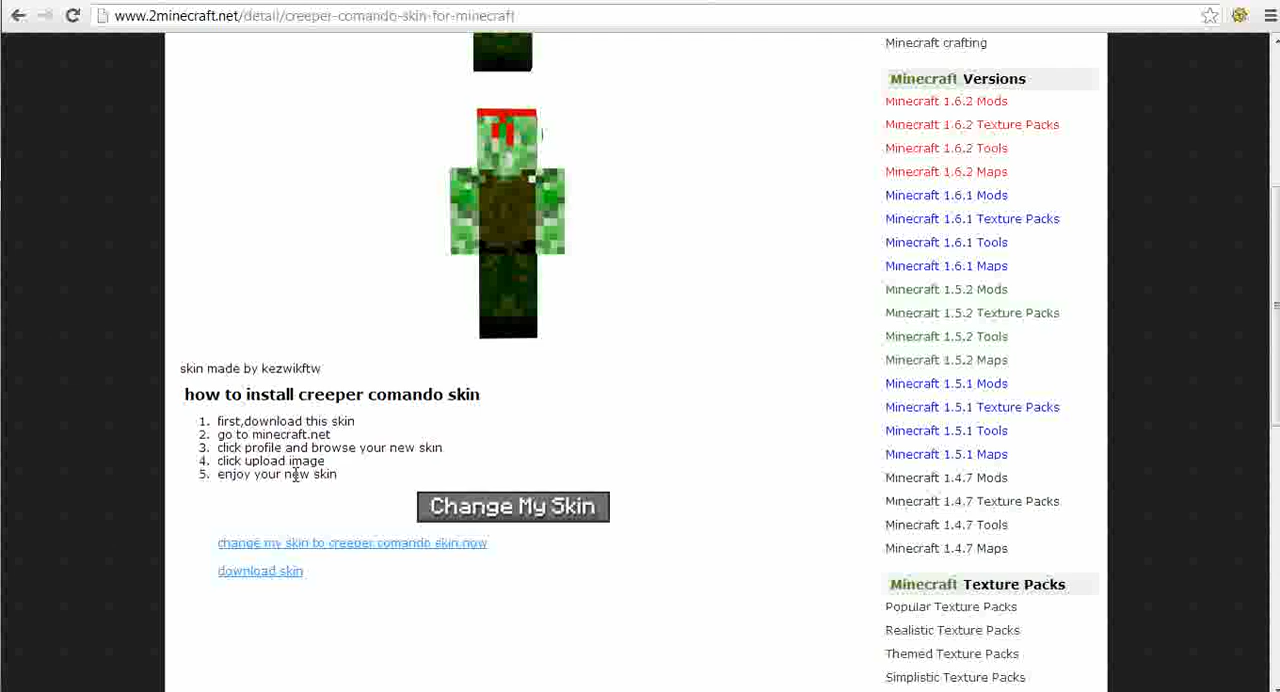 www.2minecraft.net/detail/creeper-comando-skin-for-minecraft
skin made by kezwikftw
how to install creeper comando skin
1. first,download this skin
2. go to minecraft.net
3. click profile and browse your new skin
4. click upload image
5. enjoy your new skin
Change My Skin
change my skin to creeper comando skin now
download skin
Minecraft crafting
Minecraft Versions
Minecraft 1.6.2 Mods
Minecraft 1.6.2 Texture Packs
Minecraft 1.6.2 Tools
Minecraft 1.6.2 Maps
Minecraft 1.6.1 Mods
Minecraft 1.6.1 Texture Packs
Minecraft 1.6.1 Tools
Minecraft 1.6.1 Maps
Minecraft 1.5.2 Mods
Minecraft 1.5.2 Texture Packs
Minecraft 1.5.2 Tools
Minecraft 1.5.2 Maps
Minecraft 1.5.1 Mods
Minecraft 1.5.1 Texture Packs
Minecraft 1.5.1 Tools
Minecraft 1.5.1 Maps
Minecraft 1.4.7 Mods
Minecraft 1.4.7 Texture Packs
Minecraft 1.4.7 Tools
Minecraft 1.4.7 Maps
Minecraft Texture Packs
Popular Texture Packs
Realistic Texture Packs
Themed Texture Packs
Simplistic Texture Packs